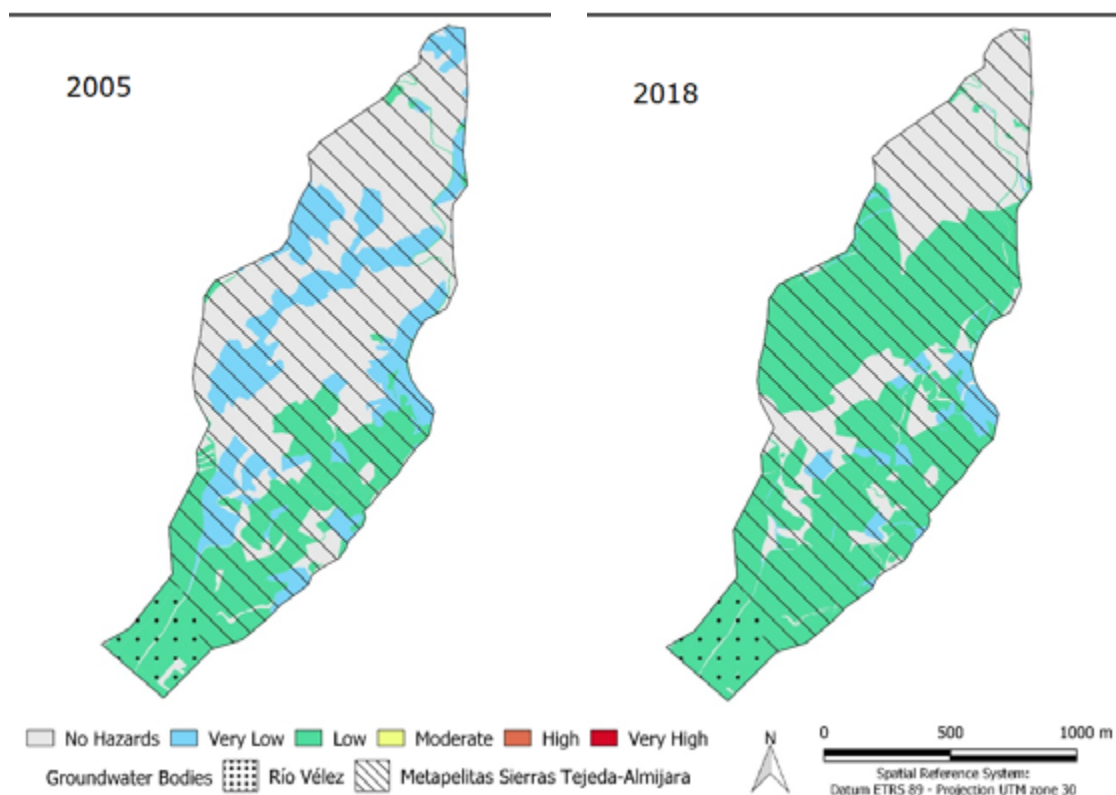 2005
2018
No Hazards Very Low Low Moderate High Very High
Groundwater Bodies Río Vélez Metapelitas Sierras Tejeda-Almijara
N
0 500 1000 m
Spatial Reference System:
Datum ETRS 89 - Projection UTM zone 30